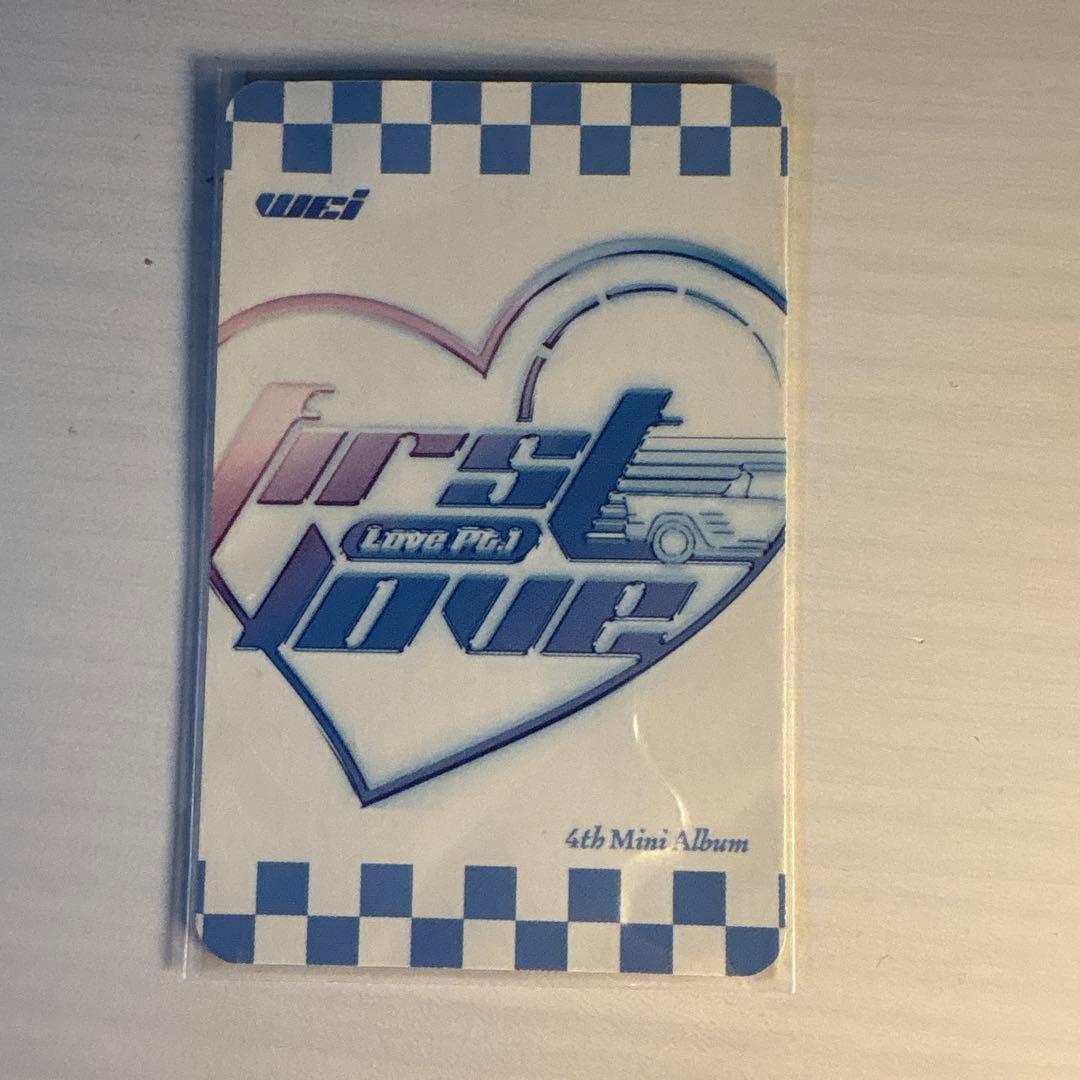 WEi
first
Love Pt.1
love
4th Mini Album